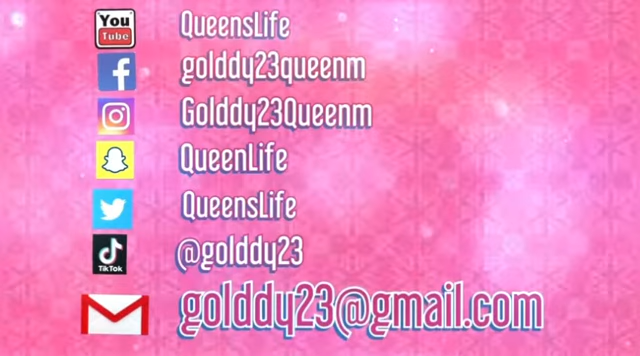 You Tube QueensLife
golddy23queenm
Golddy23Queenm
QueenLife
QueensLife
TikTok @golddy23
golddy23@gmail.com